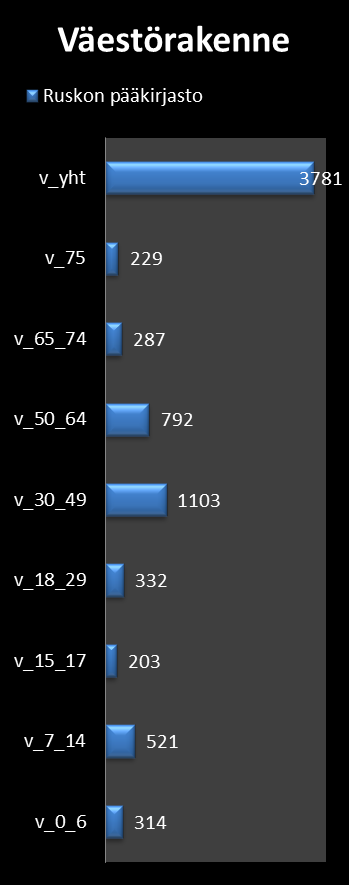 Väestörakenne
Ruskon pääkirjasto
v_yht 3781
v_75 229
v_65_74 287
v_50_64 792
v_30_49 1103
v_18_29 332
v_15_17 203
v_7_14 521
v_0_6 314